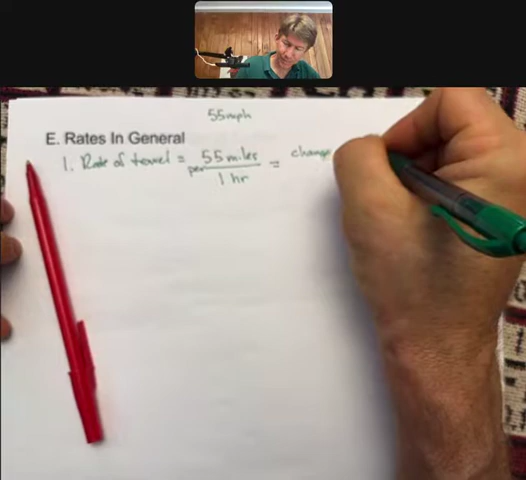 55mph
E. Rates In General
1. Rate of travel = 55 miles per 1 hr = change